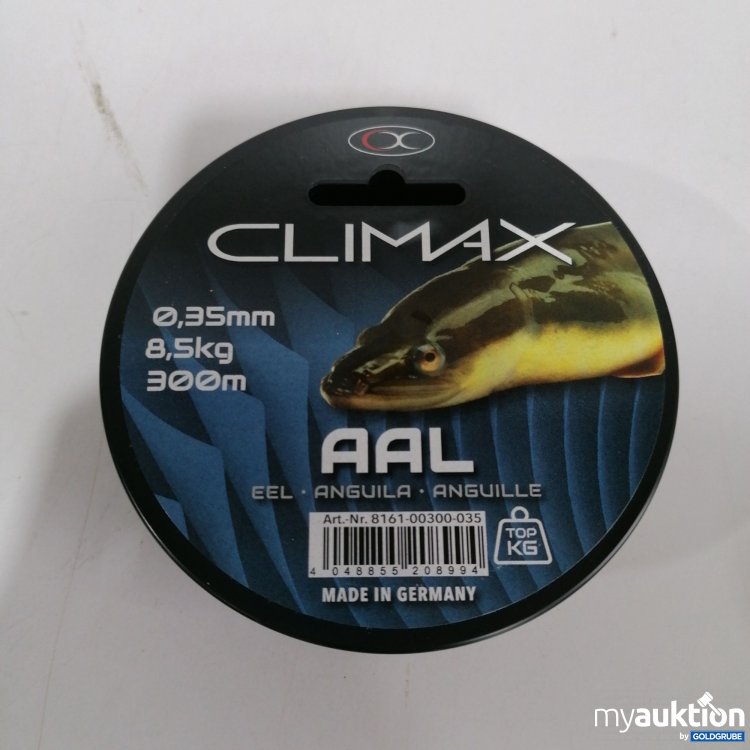 CX
CLIMAX
0,35mm
8,5kg
300m
AAL
EEL · ANGUILA · ANGUILLE
Art.-Nr. 8161-00300-035
4 048855 208994
TOP
KG
MADE IN GERMANY
myauktion
by GOLDGRUBE